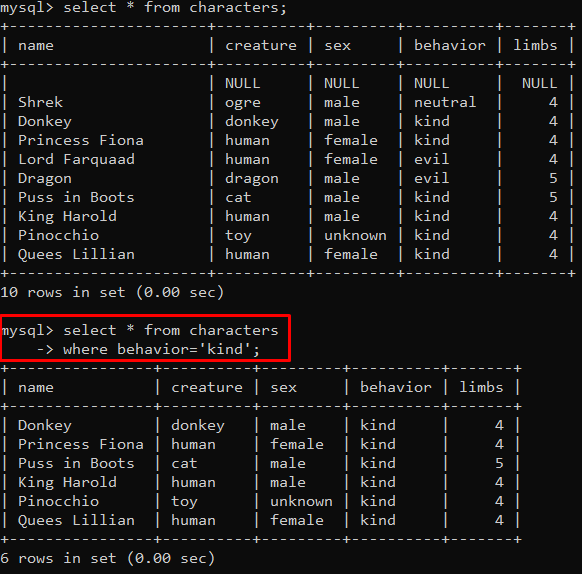 mysql> select * from characters;
+--------------------+----------+---------+----------+-------+
| name               | creature | sex     | behavior | limbs |
+--------------------+----------+---------+----------+-------+
|                    | NULL     | NULL    | NULL     |  NULL |
| Shrek              | ogre     | male    | neutral  |     4 |
| Donkey             | donkey   | male    | kind     |     4 |
| Princess Fiona     | human    | female  | kind     |     4 |
| Lord Farquaad      | human    | female  | evil     |     4 |
| Dragon             | dragon   | male    | evil     |     5 |
| Puss in Boots      | cat      | male    | kind     |     5 |
| King Harold        | human    | male    | kind     |     4 |
| Pinocchio          | toy      | unknown | kind     |     4 |
| Quees Lillian      | human    | female  | kind     |     4 |
+--------------------+----------+---------+----------+-------+
10 rows in set (0.00 sec)
mysql> select * from characters
    -> where behavior='kind';
+----------------+----------+---------+----------+-------+
| name           | creature | sex     | behavior | limbs |
+----------------+----------+---------+----------+-------+
| Donkey         | donkey   | male    | kind     |     4 |
| Princess Fiona | human    | female  | kind     |     4 |
| Puss in Boots  | cat      | male    | kind     |     5 |
| King Harold    | human    | male    | kind     |     4 |
| Pinocchio      | toy      | unknown | kind     |     4 |
| Quees Lillian  | human    | female  | kind     |     4 |
+----------------+----------+---------+----------+-------+
6 rows in set (0.00 sec)